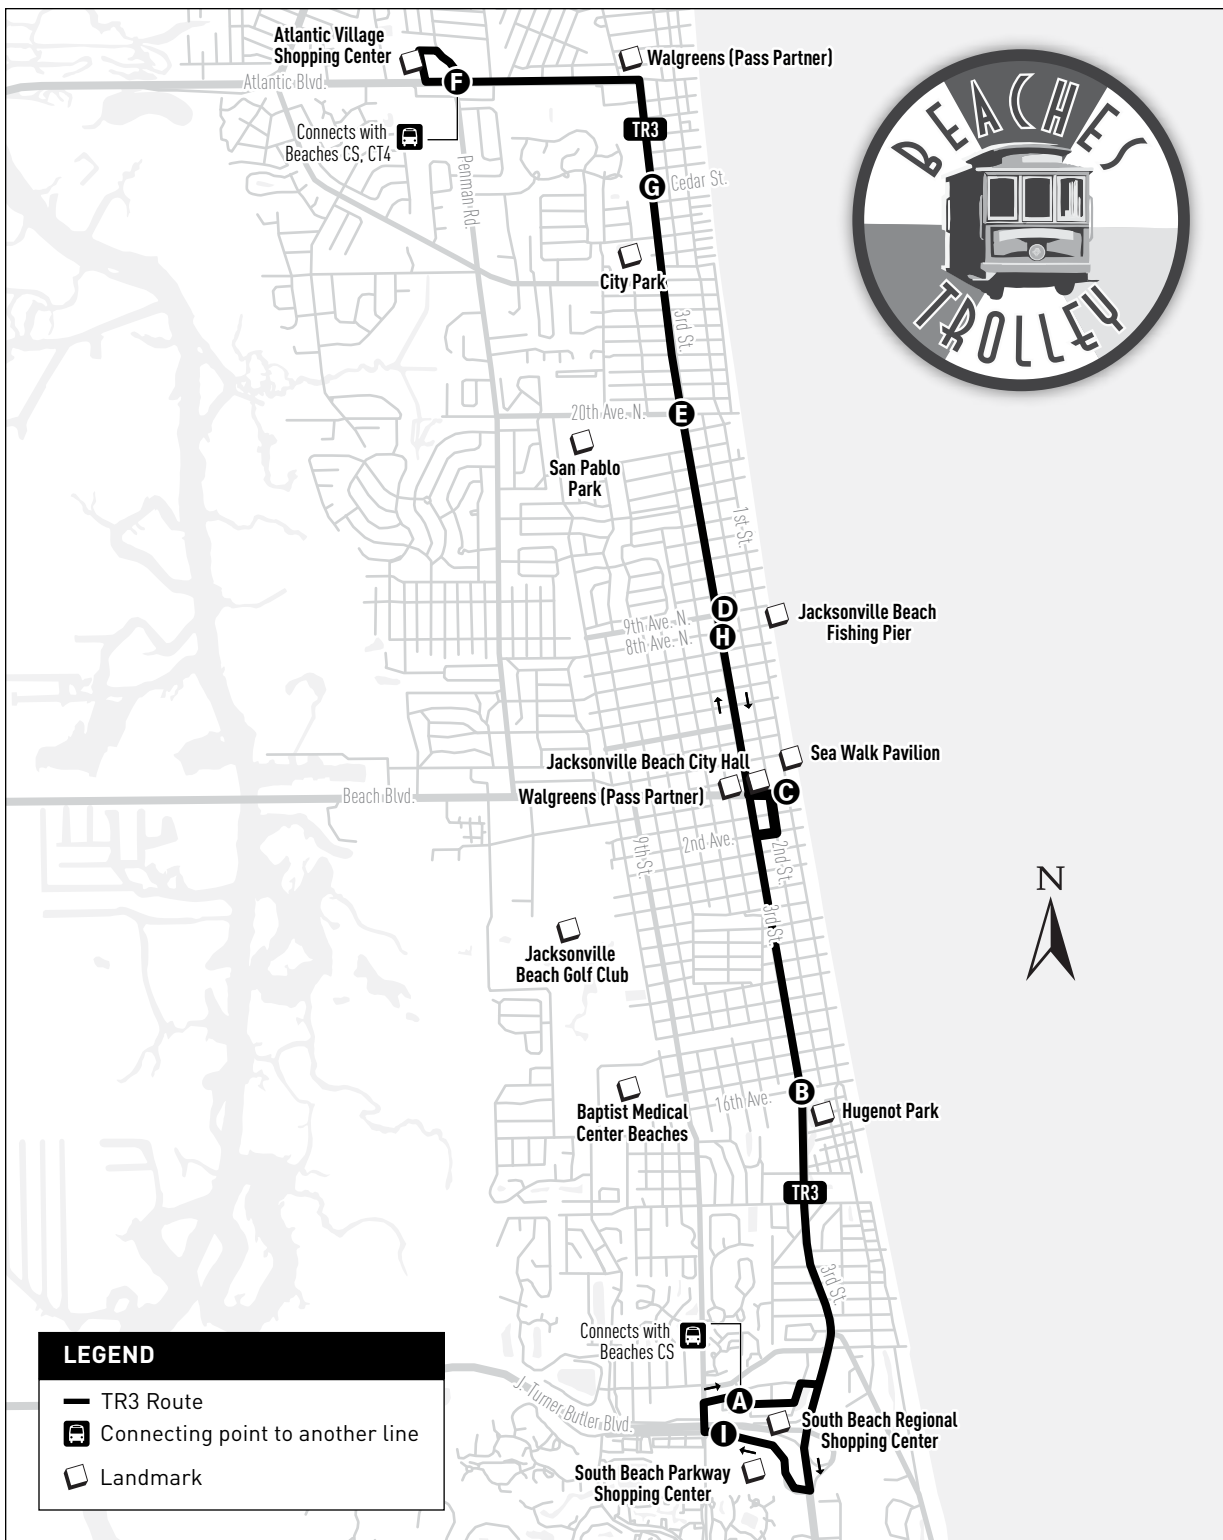 Atlantic Village
Shopping Center
Walgreens (Pass Partner)
Atlantic Blvd.
F
BEACHES
TROLLEY
Connects with
Beaches CS, CT4
TR3
Penman Rd.
G
Cedar St.
City Park
3rd St.
20th Ave. N.
E
San Pablo
Park
1st St.
D
9th Ave. N.
8th Ave. N.
H
Jacksonville Beach
Fishing Pier
Jacksonville Beach City Hall
Sea Walk Pavilion
Beach Blvd.
Walgreens (Pass Partner)
C
9th St.
2nd Ave.
2nd St.
3rd St.
N
Jacksonville
Beach Golf Club
B
16th Ave.
Hugenot Park
Baptist Medical
Center Beaches
TR3
3rd St.
Connects with
Beaches CS
J. Turner Butler Blvd.
A
I
South Beach Regional
Shopping Center
South Beach Parkway
Shopping Center
LEGEND
TR3 Route
Connecting point to another line
Landmark